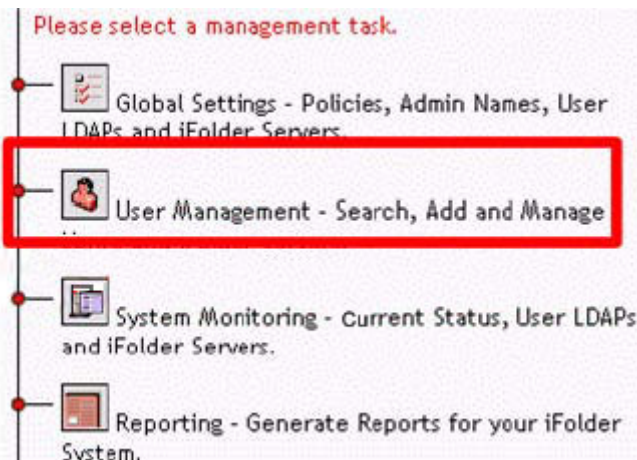 Please select a management task.
Global Settings - Policies, Admin Names, User
LDAPs and iFolder Servers.
User Management - Search, Add and Manage
System Monitoring - Current Status, User LDAPs
and iFolder Servers.
Reporting - Generate Reports for your iFolder
System.